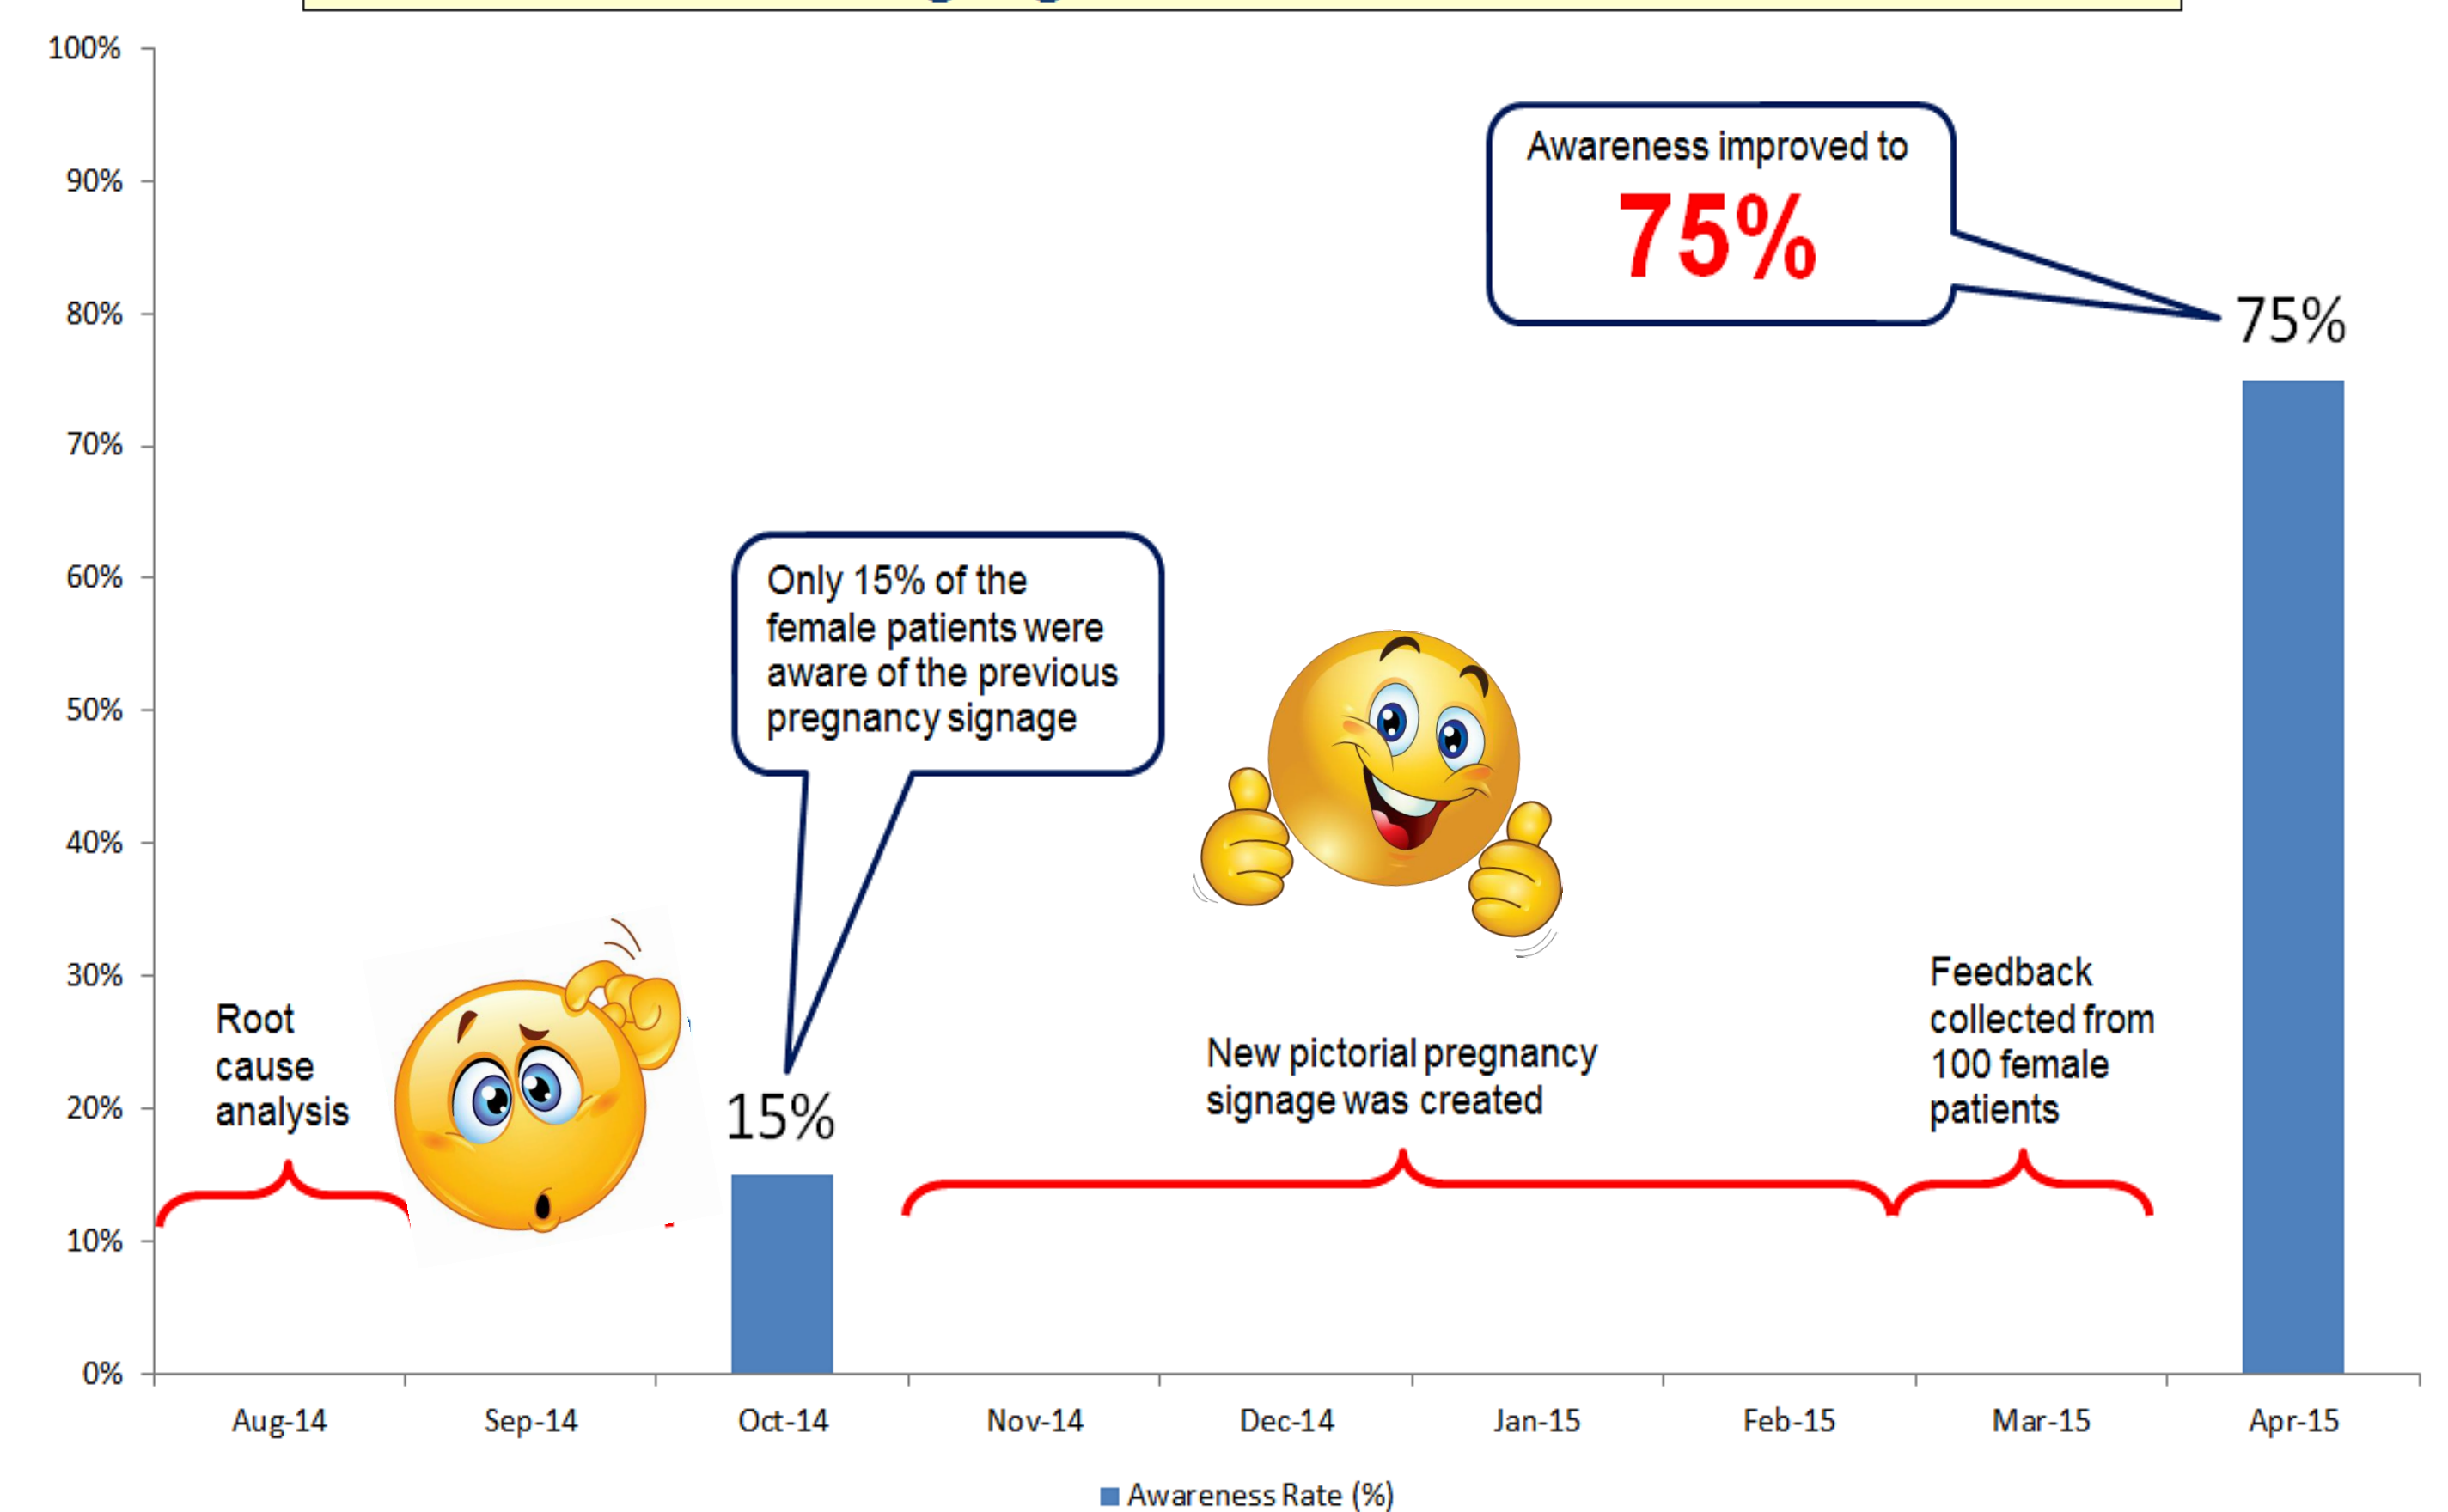 100%
90%
80%
70%
60%
50%
40%
30%
20%
10%
0%
Awareness improved to
75%
75%
Only 15% of the
female patients were
aware of the previous
pregnancy signage
Root
cause
analysis
15%
New pictorial pregnancy
signage was created
Feedback
collected from
100 female
patients
Aug-14 Sep-14 Oct-14 Nov-14 Dec-14 Jan-15 Feb-15 Mar-15 Apr-15
Awareness Rate (%)